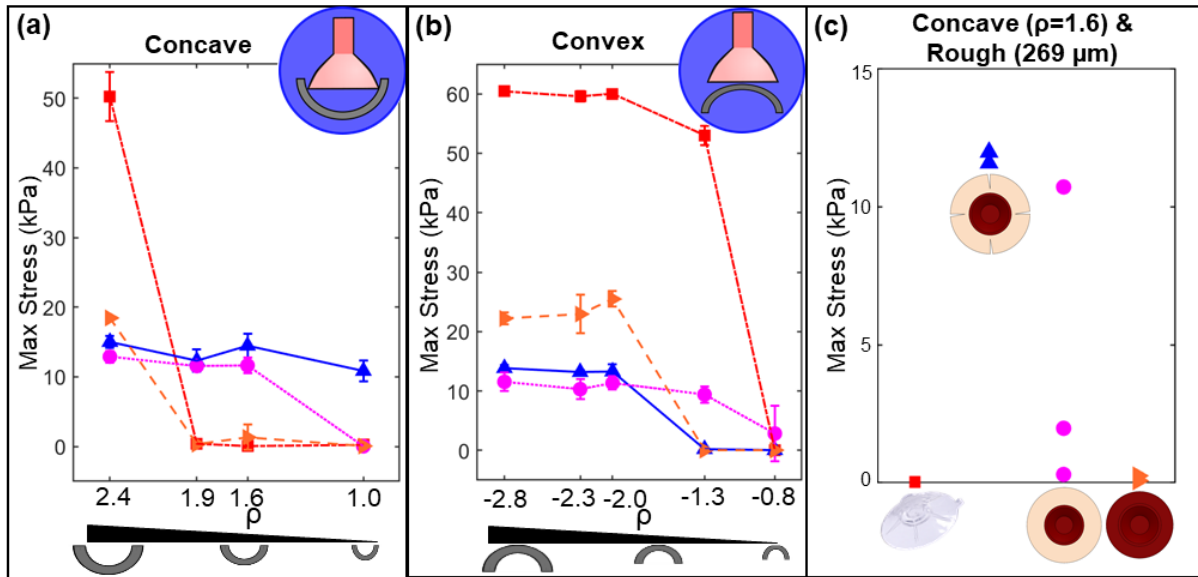 (a)
Concave
Max Stress (kPa)
50
40
30
20
10
0
2.4 1.9 1.6 1.0
ρ
(b)
Convex
Max Stress (kPa)
60
50
40
30
20
10
0
-2.8 -2.3 -2.0 -1.3 -0.8
ρ
(c)
Concave (ρ=1.6) &
Rough (269 µm)
Max Stress (kPa)
15
10
5
0